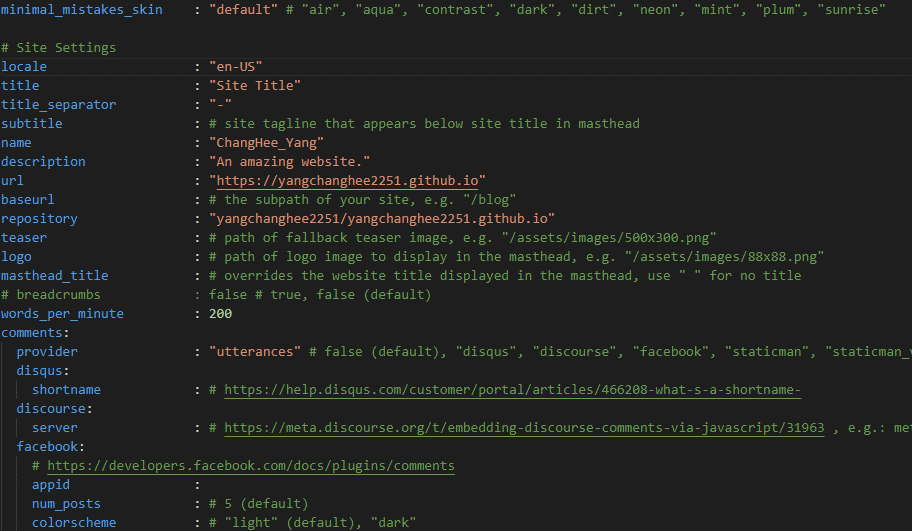 minimal_mistakes_skin    : "default" # "air", "aqua", "contrast", "dark", "dirt", "neon", "mint", "plum", "sunrise"
# Site Settings
locale                   : "en-US"
title                    : "Site Title"
title_separator          : "-"
subtitle                 : # site tagline that appears below site title in masthead
name                     : "ChangHee_Yang"
description              : "An amazing website."
url                      : "https://yangchanghee2251.github.io"
baseurl                  : # the subpath of your site, e.g. "/blog"
repository               : "yangchanghee2251/yangchanghee2251.github.io"
teaser                   : # path of fallback teaser image, e.g. "/assets/images/500x300.png"
logo                     : # path of logo image to display in the masthead, e.g. "/assets/images/88x88.png"
masthead_title           : # overrides the website title displayed in the masthead, use " " for no title
# breadcrumbs            : false # true, false (default)
words_per_minute         : 200
comments:
  provider               : "utterances" # false (default), "disqus", "discourse", "facebook", "staticman", "staticman_v
  disqus:
    shortname            : # https://help.disqus.com/customer/portal/articles/466208-what-s-a-shortname-
  discourse:
    server               : # https://meta.discourse.org/t/embedding-discourse-comments-via-javascript/31963 , e.g.: met
  facebook:
    # https://developers.facebook.com/docs/plugins/comments
    appid                :
    num_posts            : # 5 (default)
    colorscheme          : # "light" (default), "dark"